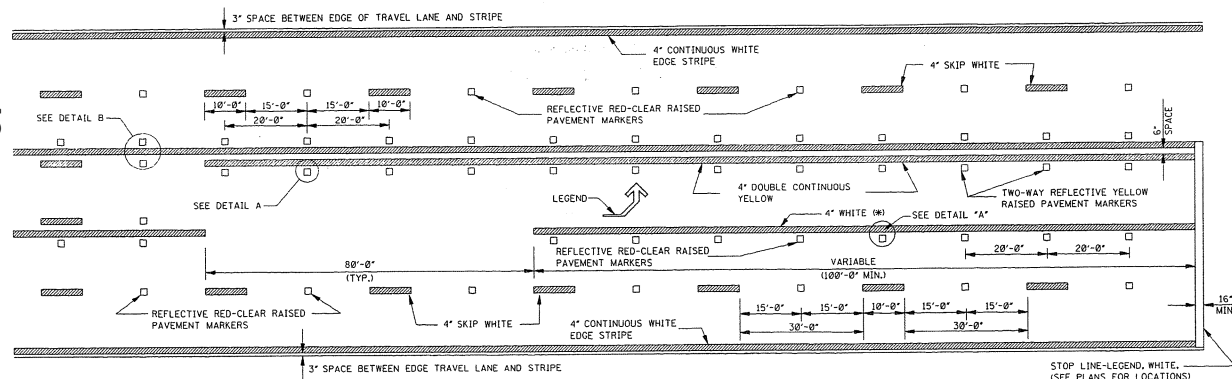 3" SPACE BETWEEN EDGE OF TRAVEL LANE AND STRIPE
4" CONTINUOUS WHITE
EDGE STRIPE
4" SKIP WHITE
10'-0" 15'-0" 15'-0" 10'-0"
20'-0" 20'-0"
REFLECTIVE RED-CLEAR RAISED
PAVEMENT MARKERS
SEE DETAIL B
6"
SPACE
SEE DETAIL A
LEGEND
4" DOUBLE CONTINUOUS
YELLOW
TWO-WAY REFLECTIVE YELLOW
RAISED PAVEMENT MARKERS
4" WHITE (*)
SEE DETAIL "A"
REFLECTIVE RED-CLEAR RAISED
PAVEMENT MARKERS
20'-0" 20'-0"
80'-0"
(TYP.)
VARIABLE
(100'-0" MIN.)
REFLECTIVE RED-CLEAR RAISED
PAVEMENT MARKERS
4" SKIP WHITE
4" CONTINUOUS WHITE
EDGE STRIPE
15'-0" 15'-0" 10'-0" 15'-0" 15'-0"
30'-0" 30'-0"
16"
MIN
3" SPACE BETWEEN EDGE TRAVEL LANE AND STRIPE
STOP LINE-LEGEND, WHITE,
(SEE PLANS FOR LOCATIONS)